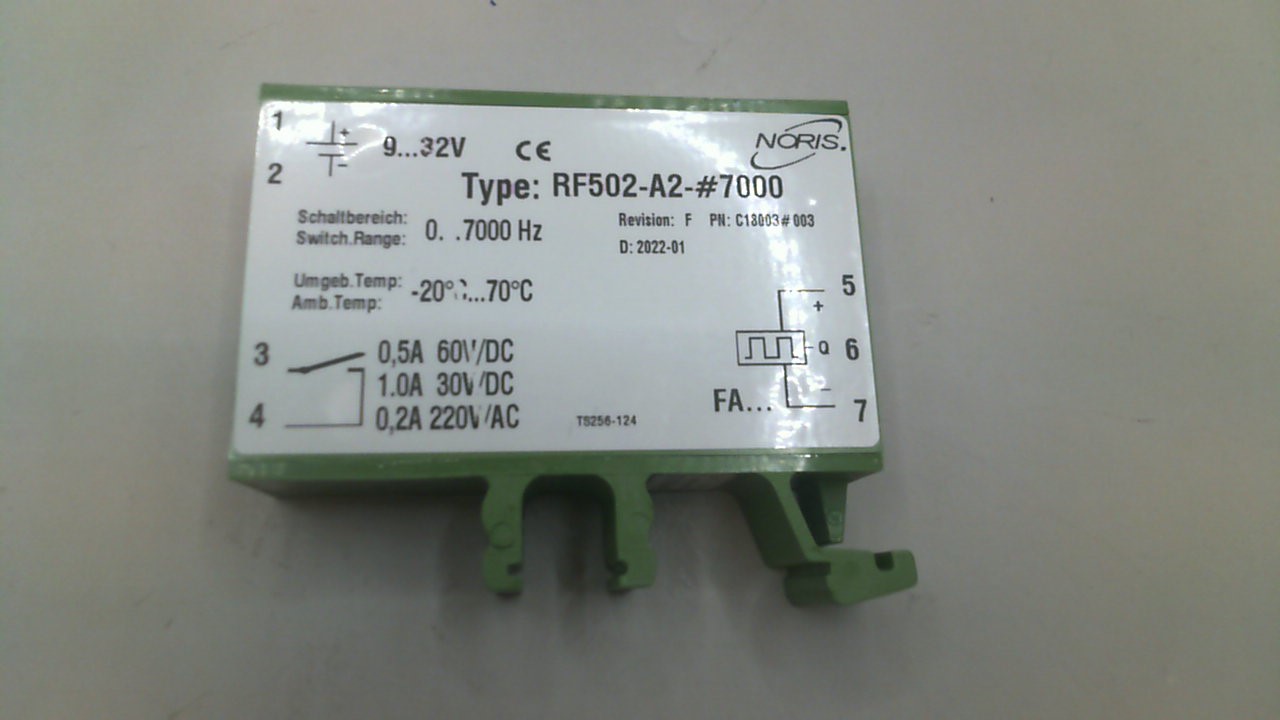 1
9...32V CE NORIS.
2
Type: RF502-A2-#7000
Schaltbereich:
Switch.Range: 0. .7000 Hz
Revision: F PN: C18003#003
D: 2022-01
Umgeb.Temp:
Amb.Temp: -20°C...70°C
5
+
3 0,5A 60V/DC
Q 6
1.0A 30V/DC
4 0,2A 220V/AC
FA... 7
TS256-124